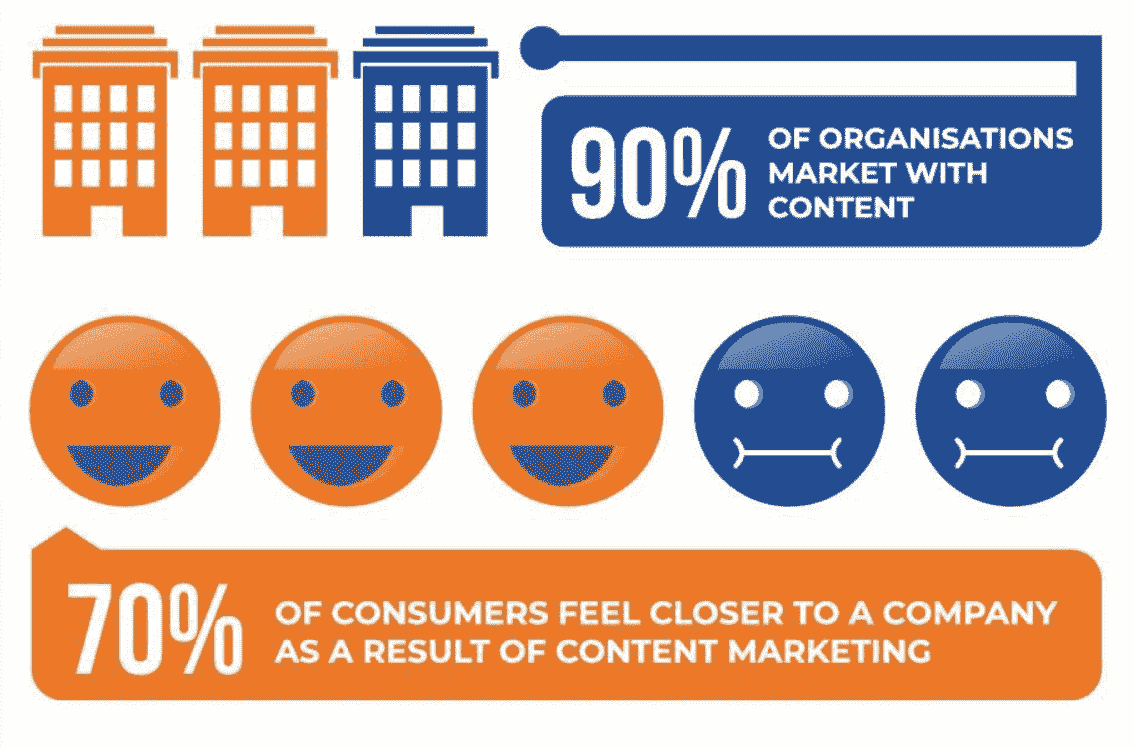 90%
OF ORGANISATIONS
MARKET WITH
CONTENT
70%
OF CONSUMERS FEEL CLOSER TO A COMPANY
AS A RESULT OF CONTENT MARKETING